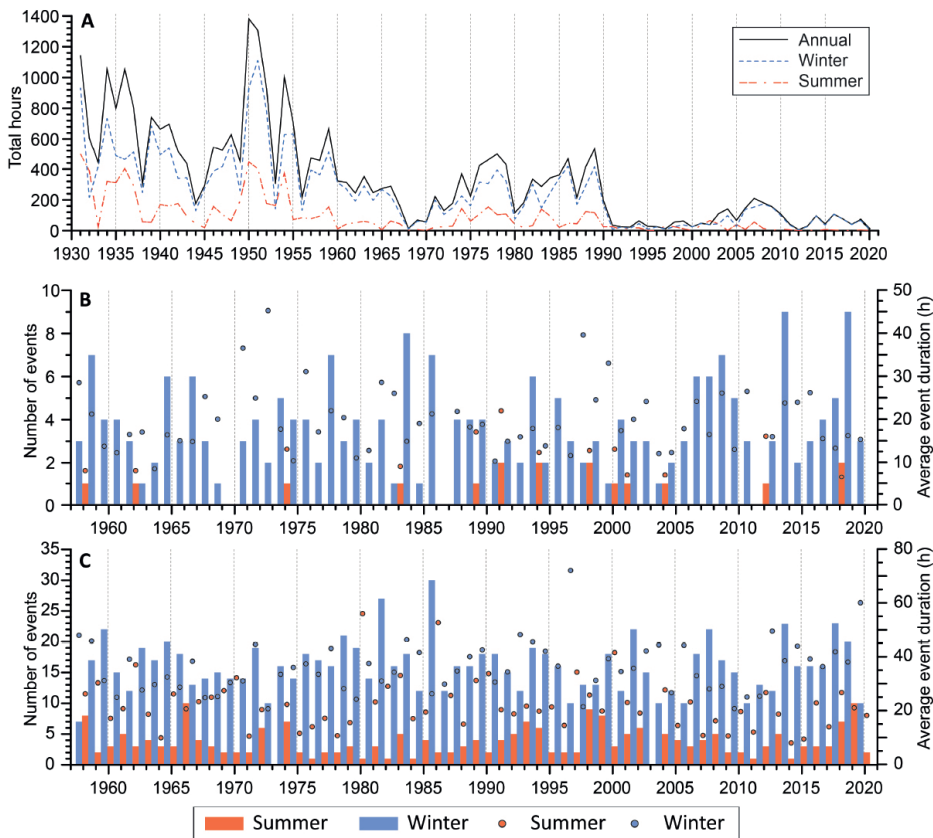 A
1400
1200
1000
800
600
400
200
0
Total hours
Annual
Winter
Summer
1930 1935 1940 1945 1950 1955 1960 1965 1970 1975 1980 1985 1990 1995 2000 2005 2010 2015 2020
B
10
8
6
4
2
0
Number of events
50
40
30
20
10
0
Average event duration (h)
1960 1965 1970 1975 1980 1985 1990 1995 2000 2005 2010 2015 2020
C
35
30
25
20
15
10
5
0
Number of events
80
60
40
20
0
Average event duration (h)
1960 1965 1970 1975 1980 1985 1990 1995 2000 2005 2010 2015 2020
Summer Winter Summer Winter